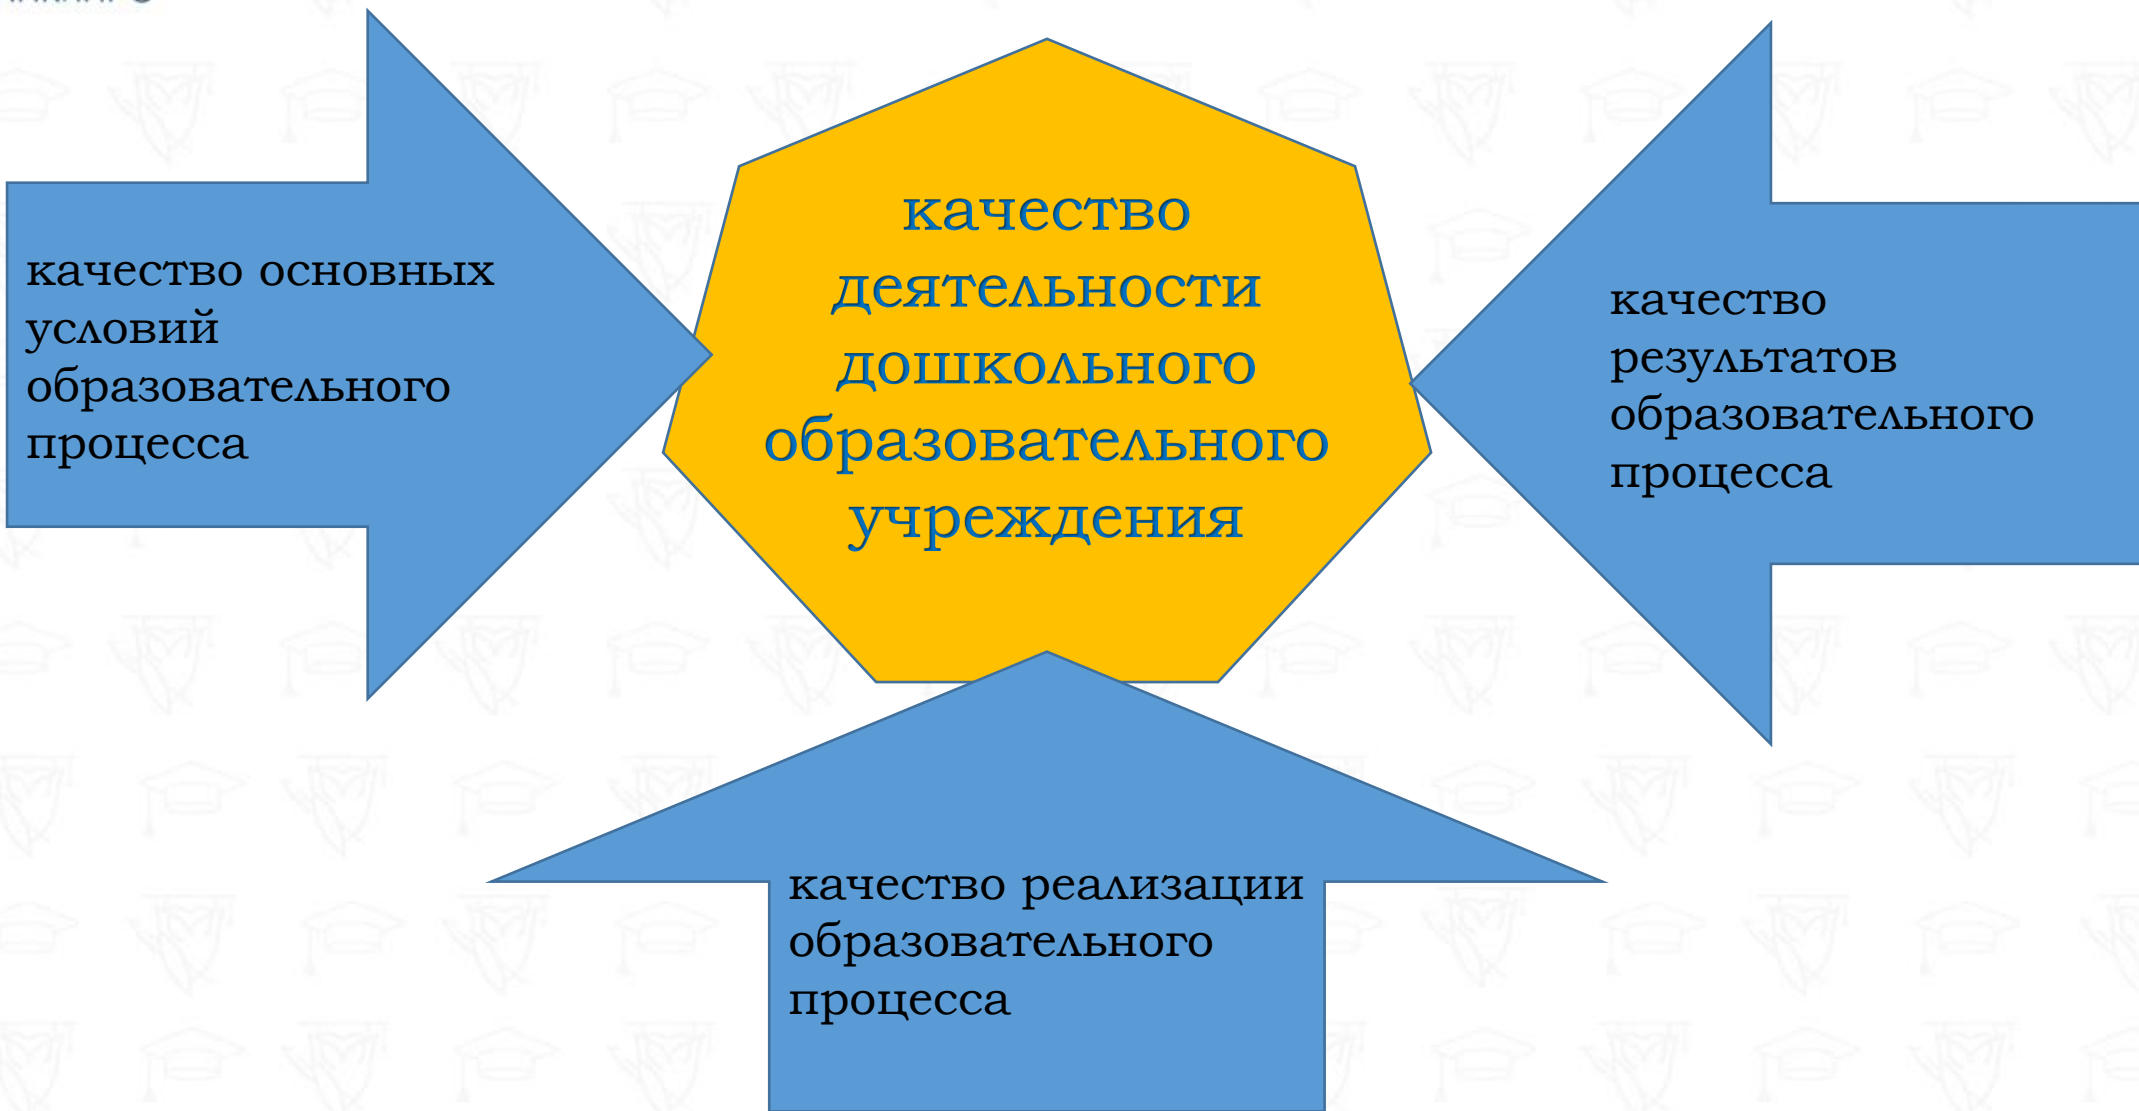 качество основных
условий
образовательного
процесса
качество
деятельности
дошкольного
образовательного
учреждения
качество
результатов
образовательного
процесса
качество реализации
образовательного
процесса